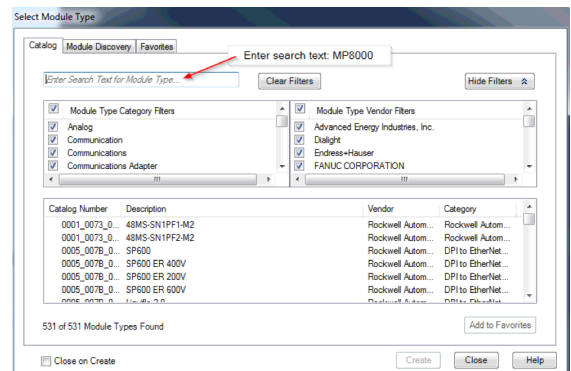 Select Module Type
Catalog Module Discovery Favorites
Enter search text: MP8000
Enter Search Text for Module Type...
Clear Filters
Hide Filters
Module Type Category Filters
Analog
Communication
Communications
Communications Adapter
Module Type Vendor Filters
Advanced Energy Industries, Inc.
Dialight
Endress+Hauser
FANUC CORPORATION
Catalog Number Description Vendor Category
0001_0073_0... 48MS-SN1PF1-M2 Rockwell Autom... Rockwell Autom...
0001_0073_0... 48MS-SN1PF2-M2 Rockwell Autom... Rockwell Autom...
0005_007B_0... SP600 Rockwell Autom... DPI to EtherNet...
0005_007B_0... SP600 ER 400V Rockwell Autom... DPI to EtherNet...
0005_007B_0... SP600 ER 200V Rockwell Autom... DPI to EtherNet...
0005_007B_0... SP600 ER 600V Rockwell Autom... DPI to EtherNet...
531 of 531 Module Types Found
Add to Favorites
Close on Create
Create Close Help